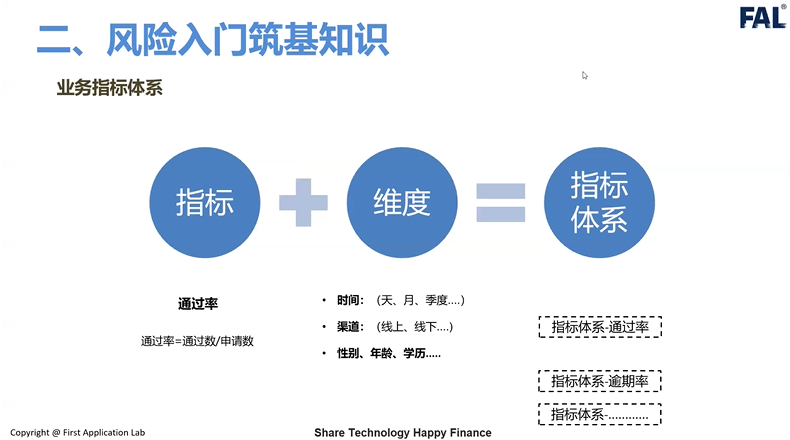 FAL®
二、风险入门筑基知识
业务指标体系
指标
维度
指标
体系
通过率
通过率=通过数/申请数
• 时间:（天、月、季度....）
• 渠道:（线上、线下....)
• 性别、年龄、学历.....
指标体系-通过率
指标体系-逾期率
指标体系-............
Copyright @ First Application Lab
Share Technology Happy Finance